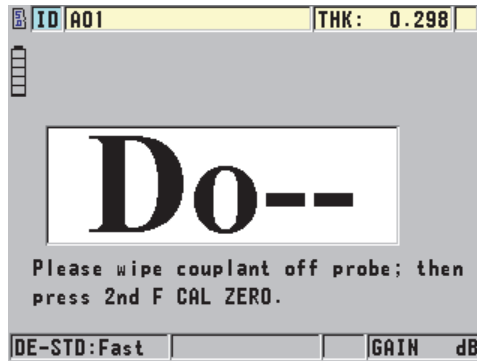 ID A01 THK: 0.298
Do--
Please wipe couplant off probe; then
press 2nd F CAL ZERO.
DE-STD:Fast GAIN dB